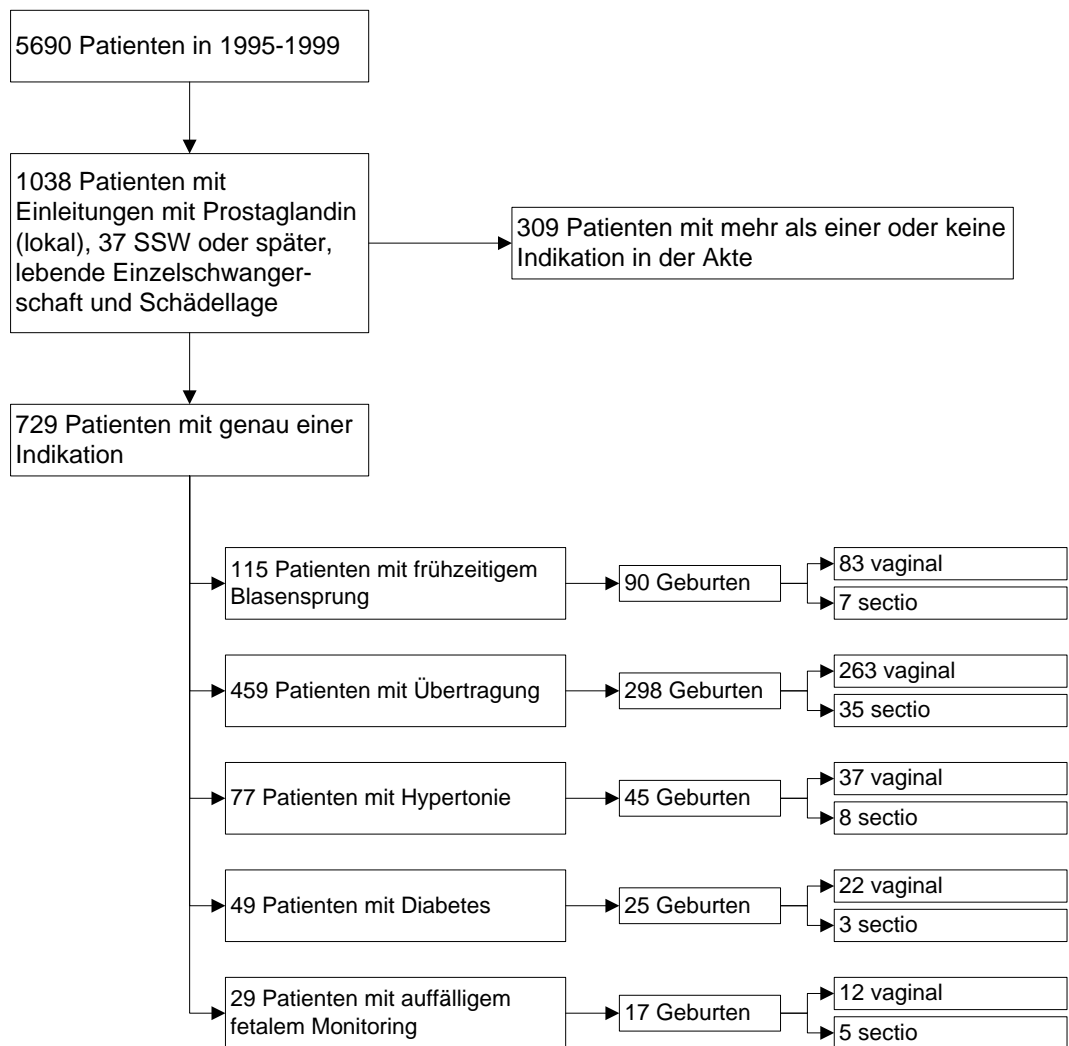 5690 Patienten in 1995-1999
1038 Patienten mit
Einleitungen mit Prostaglandin
(lokal), 37 SSW oder später,
lebende Einzelschwanger-
schaft und Schädellage
309 Patienten mit mehr als einer oder keine
Indikation in der Akte
729 Patienten mit genau einer
Indikation
115 Patienten mit frühzeitigem
Blasensprung
90 Geburten
83 vaginal
7 sectio
459 Patienten mit Übertragung
298 Geburten
263 vaginal
35 sectio
77 Patienten mit Hypertonie
45 Geburten
37 vaginal
8 sectio
49 Patienten mit Diabetes
25 Geburten
22 vaginal
3 sectio
29 Patienten mit auffälligem
fetalem Monitoring
17 Geburten
12 vaginal
5 sectio